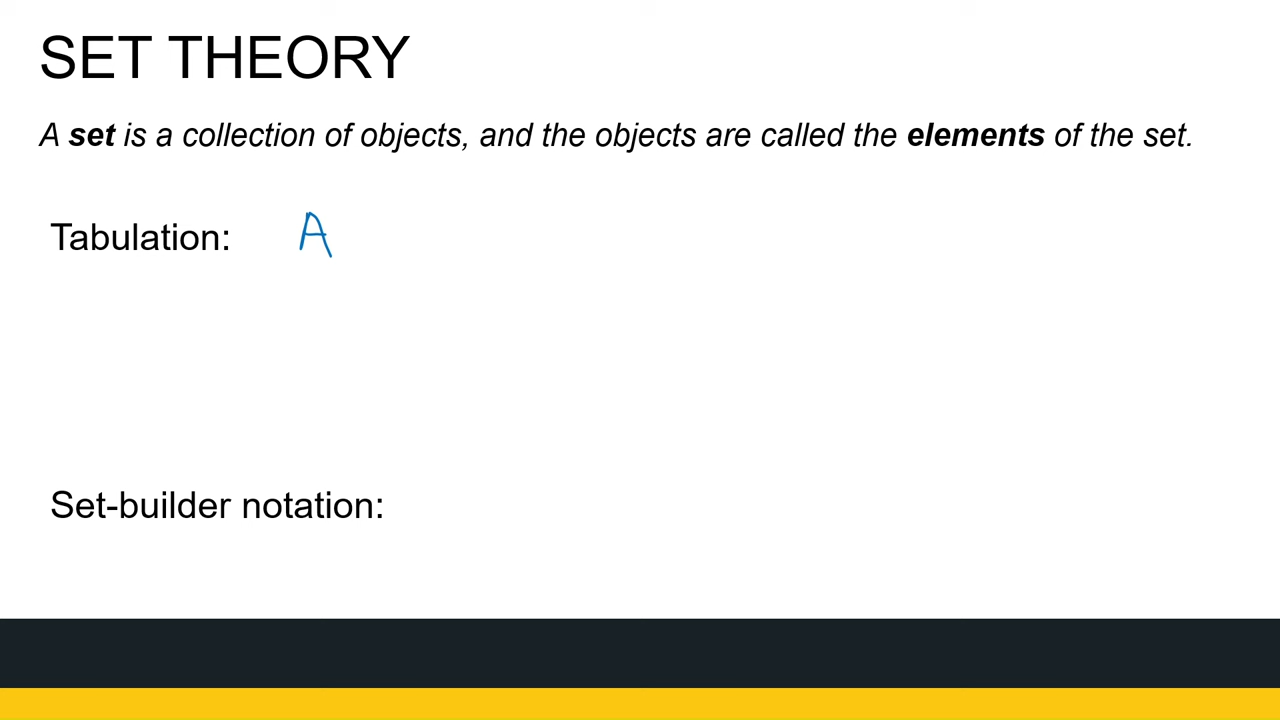 SET THEORY
A set is a collection of objects, and the objects are called the elements of the set.
Tabulation: A
Set-builder notation: